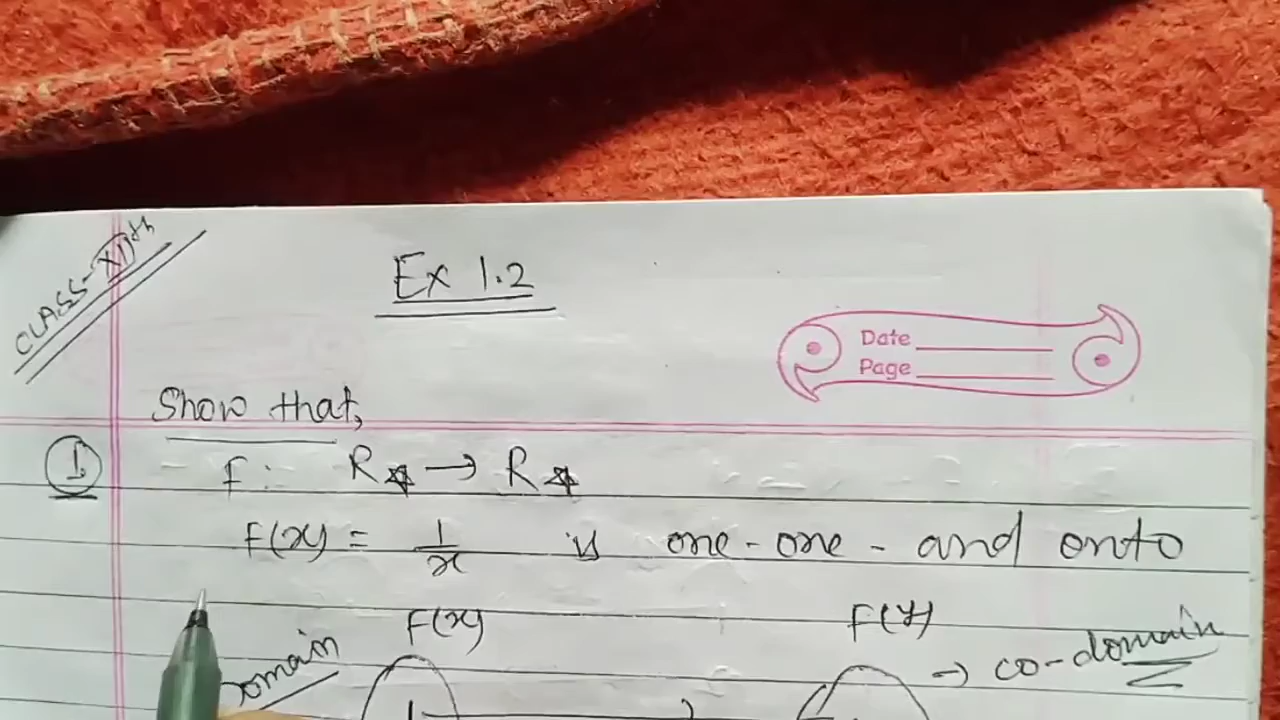 CLASS-XIIth
Ex 1.2
Date
Page
Show that,
1. f: R★ → R★
F(x) = 1/x is one-one- and onto
F(x) F(y)
Domain → co-domain